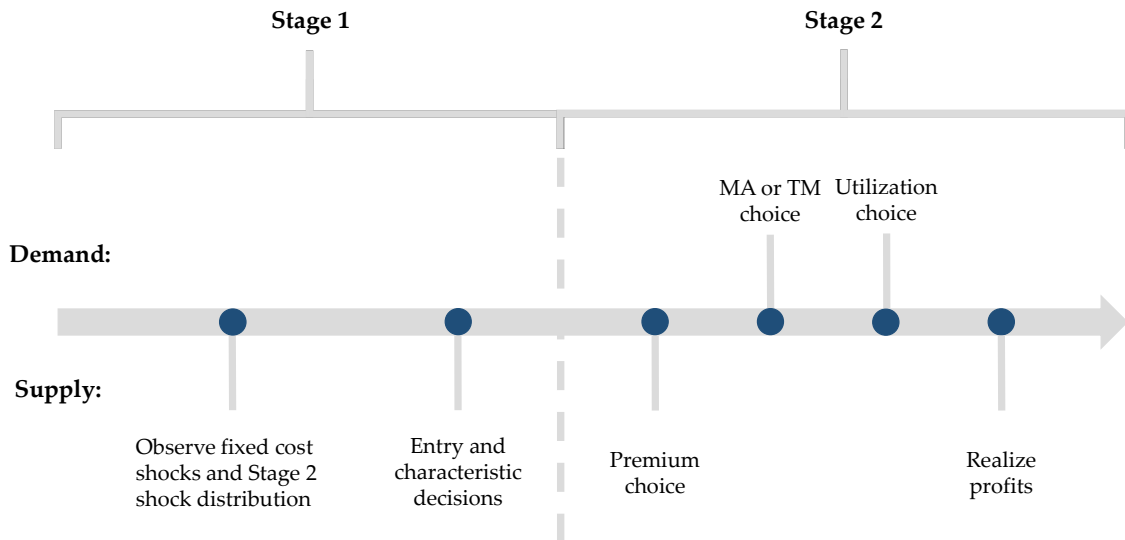 Stage 1
Stage 2
MA or TM
choice
Utilization
choice
Demand:
Supply:
Observe fixed cost
shocks and Stage 2
shock distribution
Entry and
characteristic
decisions
Premium
choice
Realize
profits